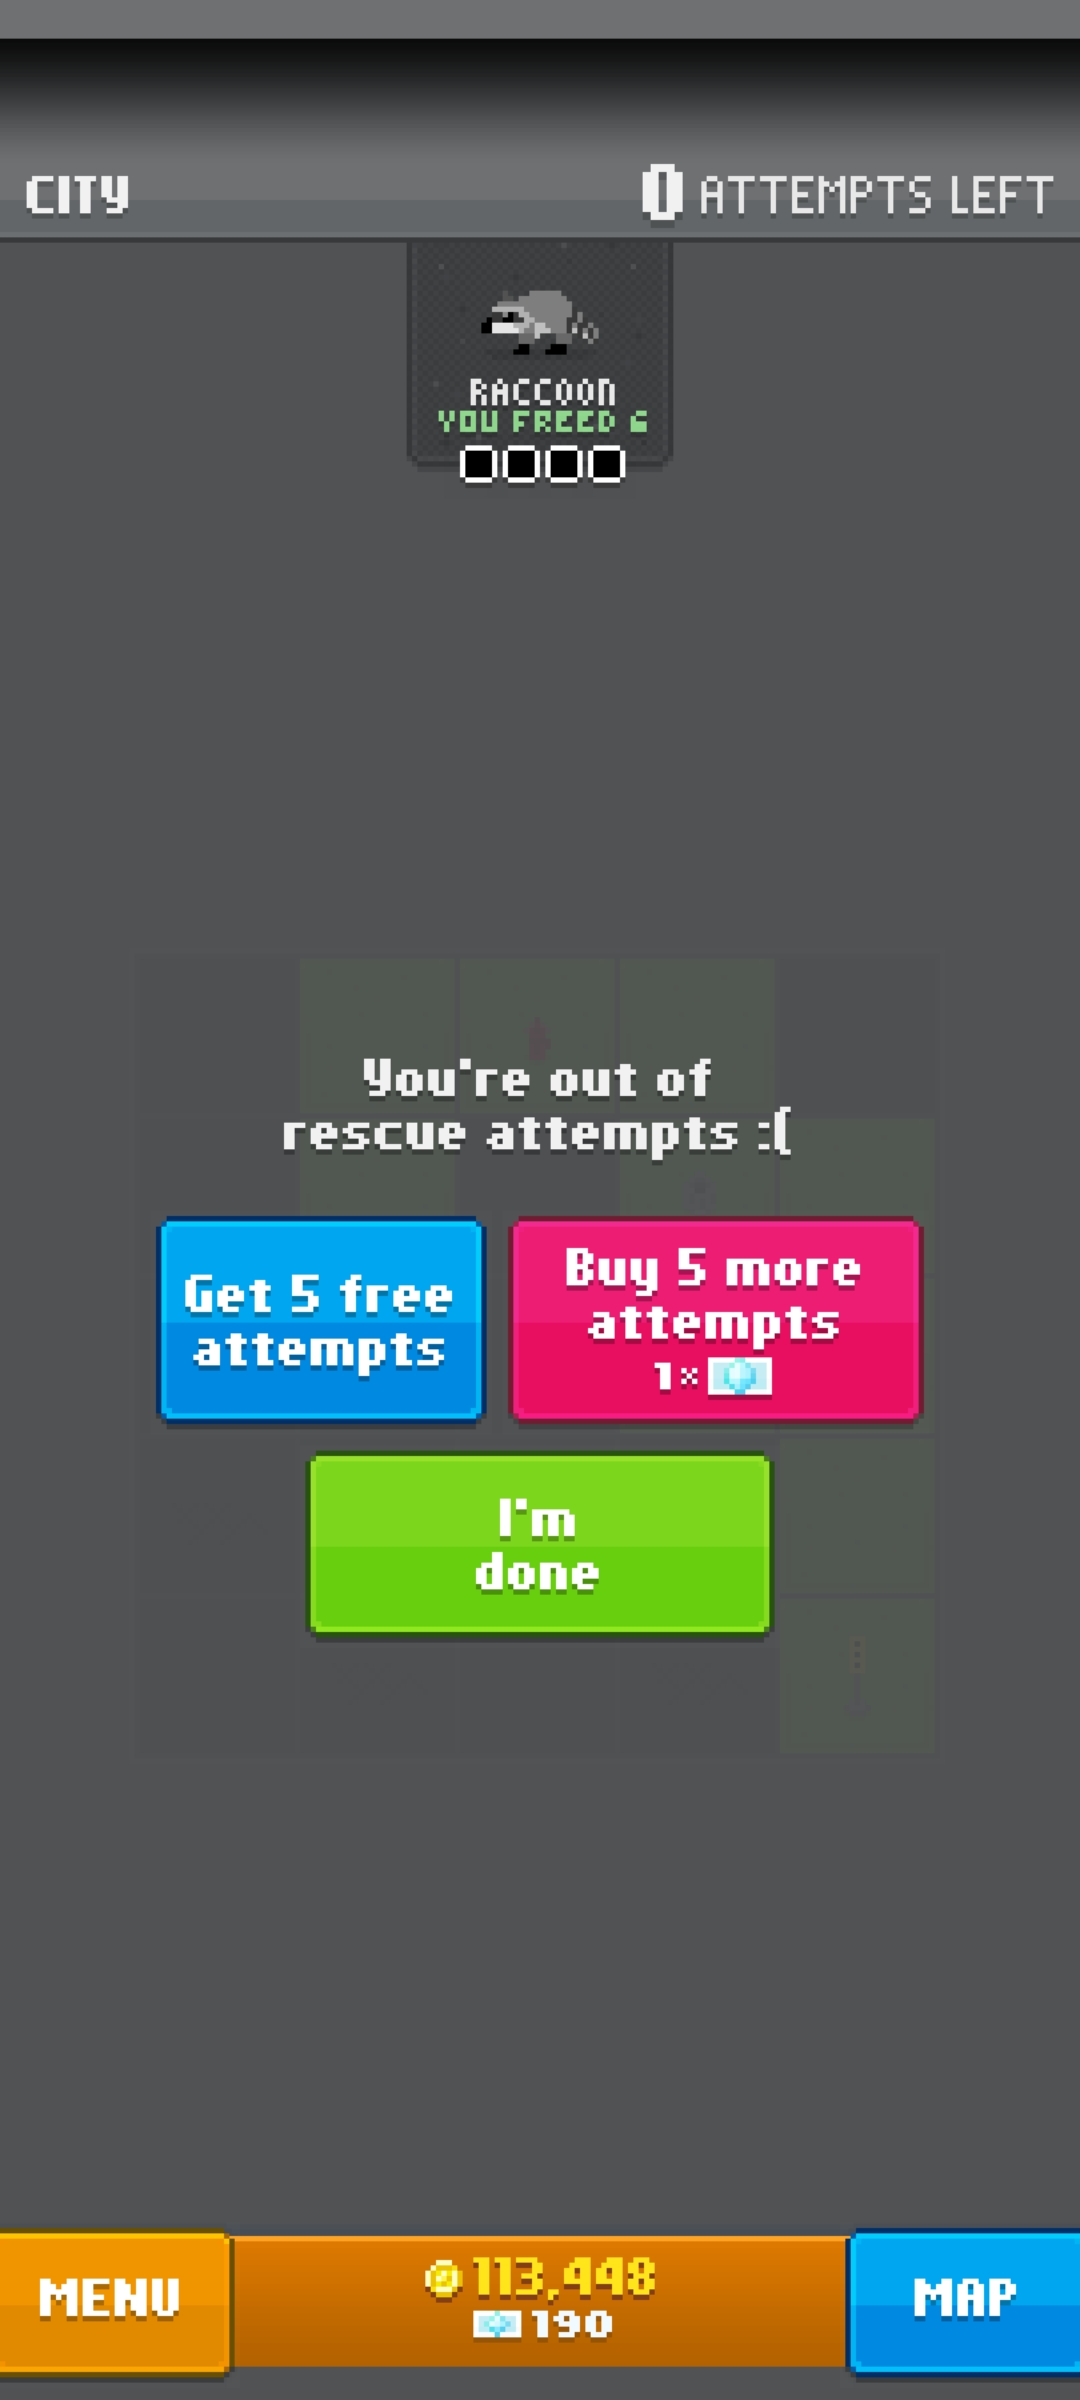 CITY
0 ATTEMPTS LEFT
RACCOON
YOU FREED 6
You're out of
rescue attempts :(
Get 5 free
attempts
Buy 5 more
attempts
1×
I'm
done
MENU
113,448
190
MAP